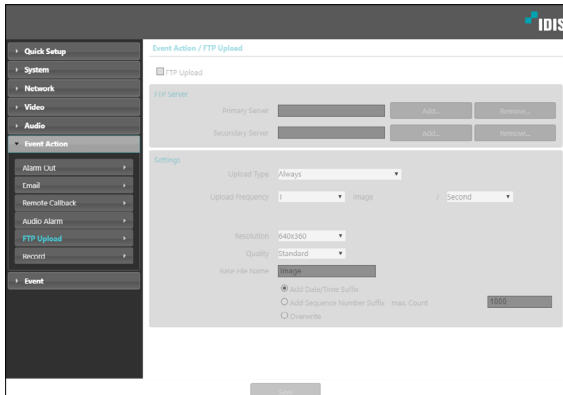 IDIS
Quick Setup
System
Network
Video
Audio
Event Action
Alarm Out
Email
Remote Callback
Audio Alarm
FTP Upload
Record
Event
Event Action / FTP Upload
FTP Upload
FTP Server
Primary Server Add... Remove...
Secondary Server Add... Remove...
Settings
Upload Type Always
Upload Frequency 1 Image / Second
Resolution 640x360
Quality Standard
Base File Name Image
Add Date/Time Suffix
Add Sequence Number Suffix max. Count 1000
Overwrite
Save